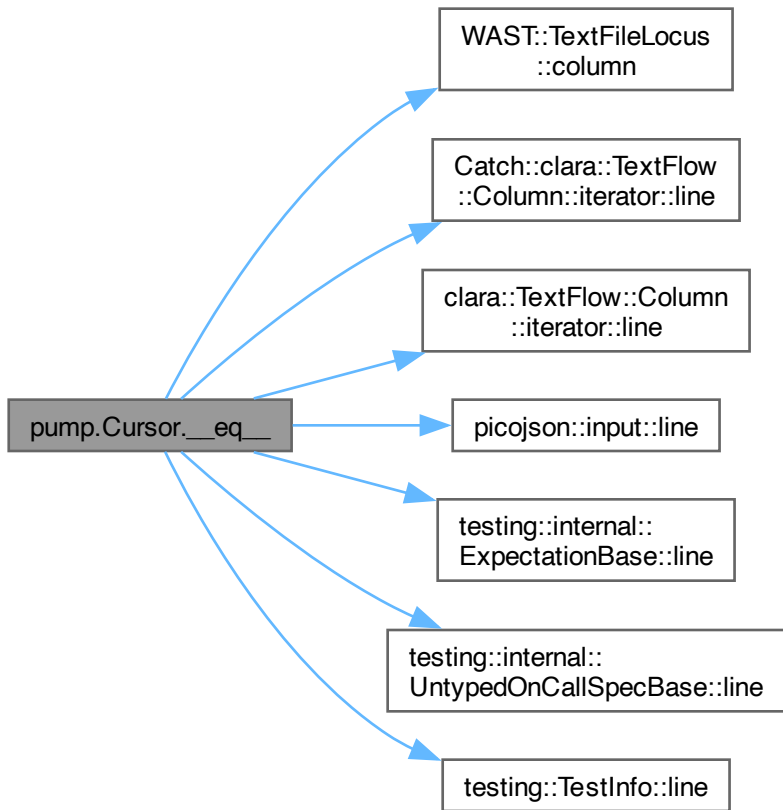 WAST::TextFileLocus
::column
Catch::clara::TextFlow
::Column::iterator::line
clara::TextFlow::Column
::iterator::line
pump.Cursor.__eq__
picojson::input::line
testing::internal::
ExpectationBase::line
testing::internal::
UntypedOnCallSpecBase::line
testing::TestInfo::line